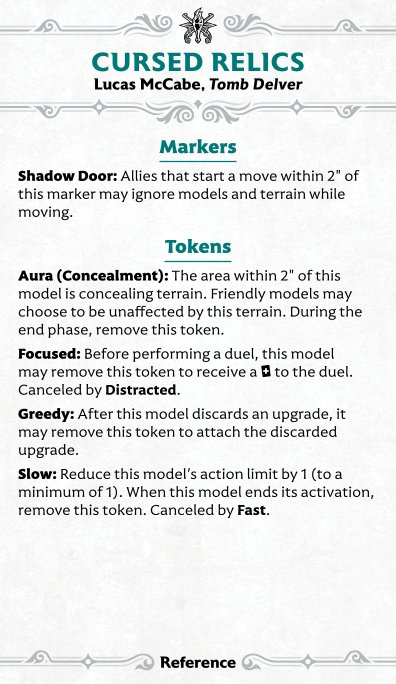 CURSED RELICS
Lucas McCabe, Tomb Delver
Markers
Shadow Door: Allies that start a move within 2" of
this marker may ignore models and terrain while
moving.
Tokens
Aura (Concealment): The area within 2" of this
model is concealing terrain. Friendly models may
choose to be unaffected by this terrain. During the
end phase, remove this token.
Focused: Before performing a duel, this model
may remove this token to receive a + to the duel.
Canceled by Distracted.
Greedy: After this model discards an upgrade, it
may remove this token to attach the discarded
upgrade.
Slow: Reduce this model’s action limit by 1 (to a
minimum of 1). When this model ends its activation,
remove this token. Canceled by Fast.
Reference